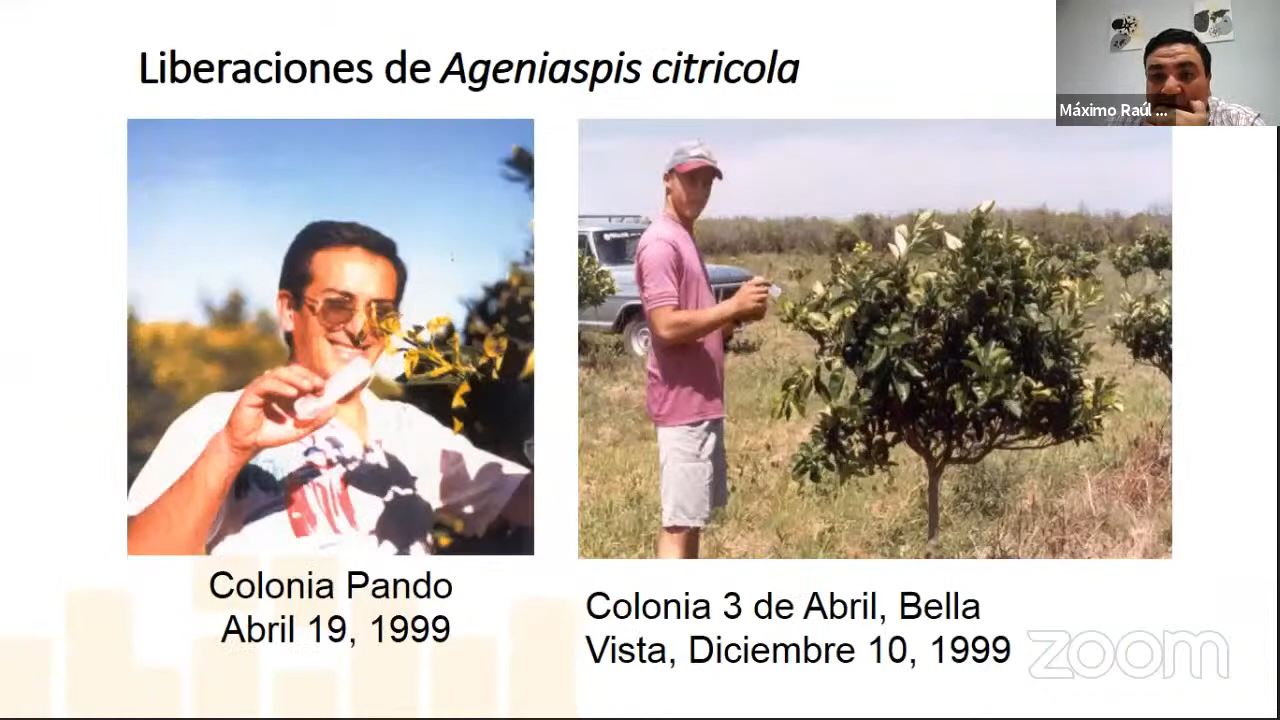 Liberaciones de Ageniaspis citricola
Máximo Raúl ...
Colonia Pando
Abril 19, 1999
Colonia 3 de Abril, Bella
Vista, Diciembre 10, 1999
zoom